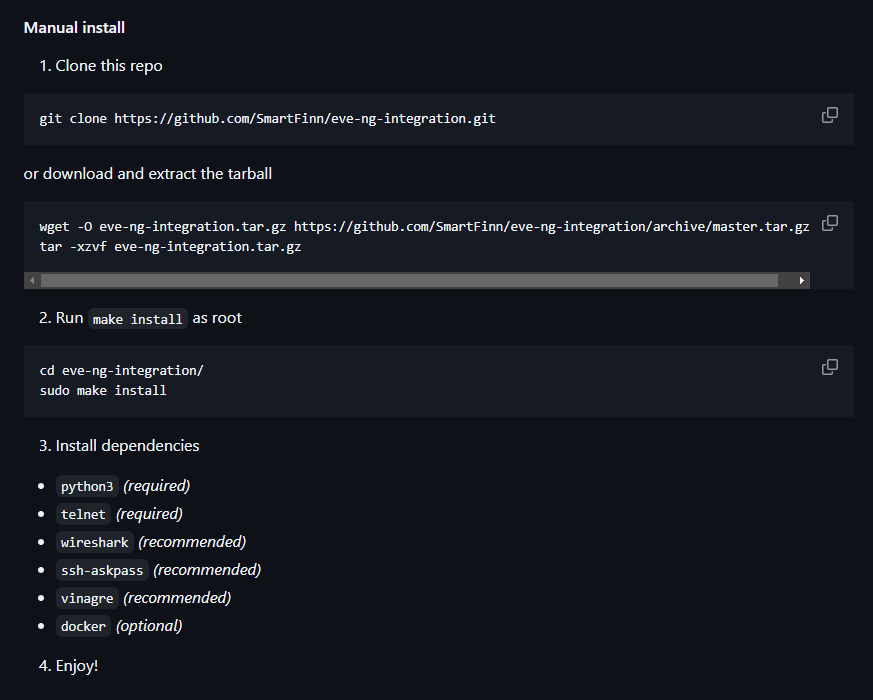 Manual install
1. Clone this repo
git clone https://github.com/SmartFinn/eve-ng-integration.git
or download and extract the tarball
wget -O eve-ng-integration.tar.gz https://github.com/SmartFinn/eve-ng-integration/archive/master.tar.gz
tar -xzvf eve-ng-integration.tar.gz
2. Run make install as root
cd eve-ng-integration/
sudo make install
3. Install dependencies
• python3 (required)
• telnet (required)
• wireshark (recommended)
• ssh-askpass (recommended)
• vinagre (recommended)
• docker (optional)
4. Enjoy!